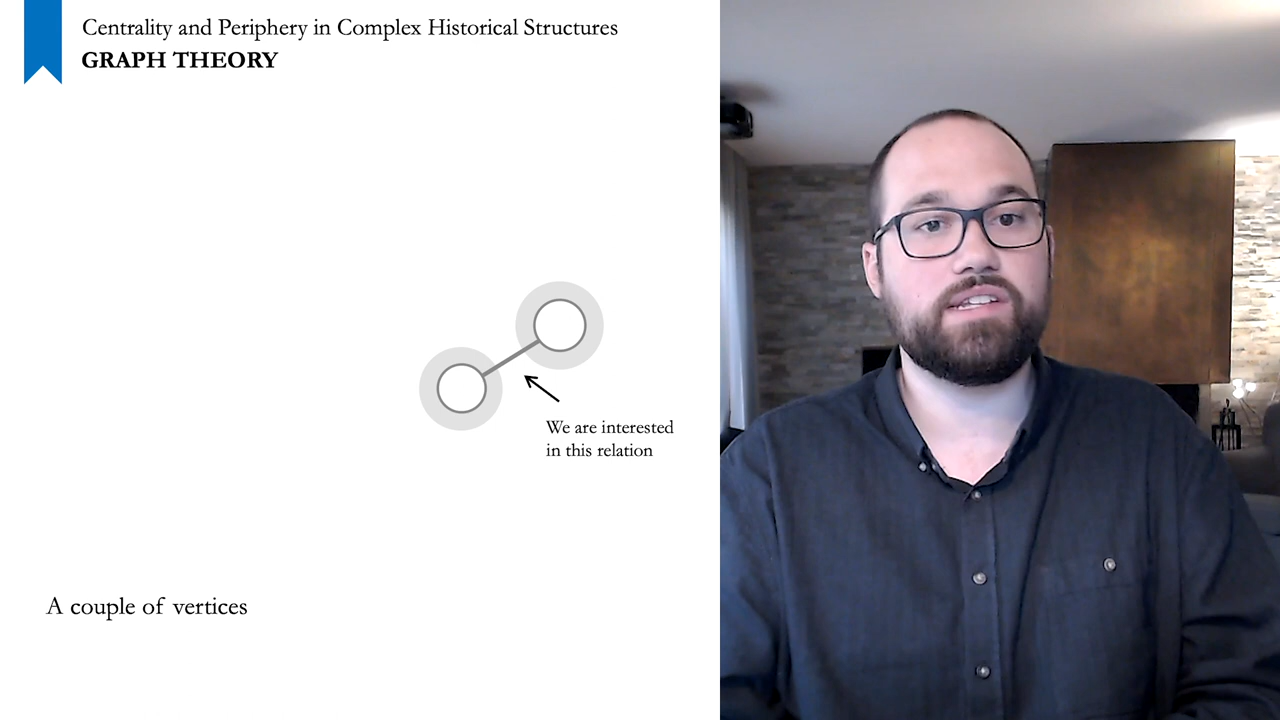 Centrality and Periphery in Complex Historical Structures
GRAPH THEORY
We are interested
in this relation
A couple of vertices